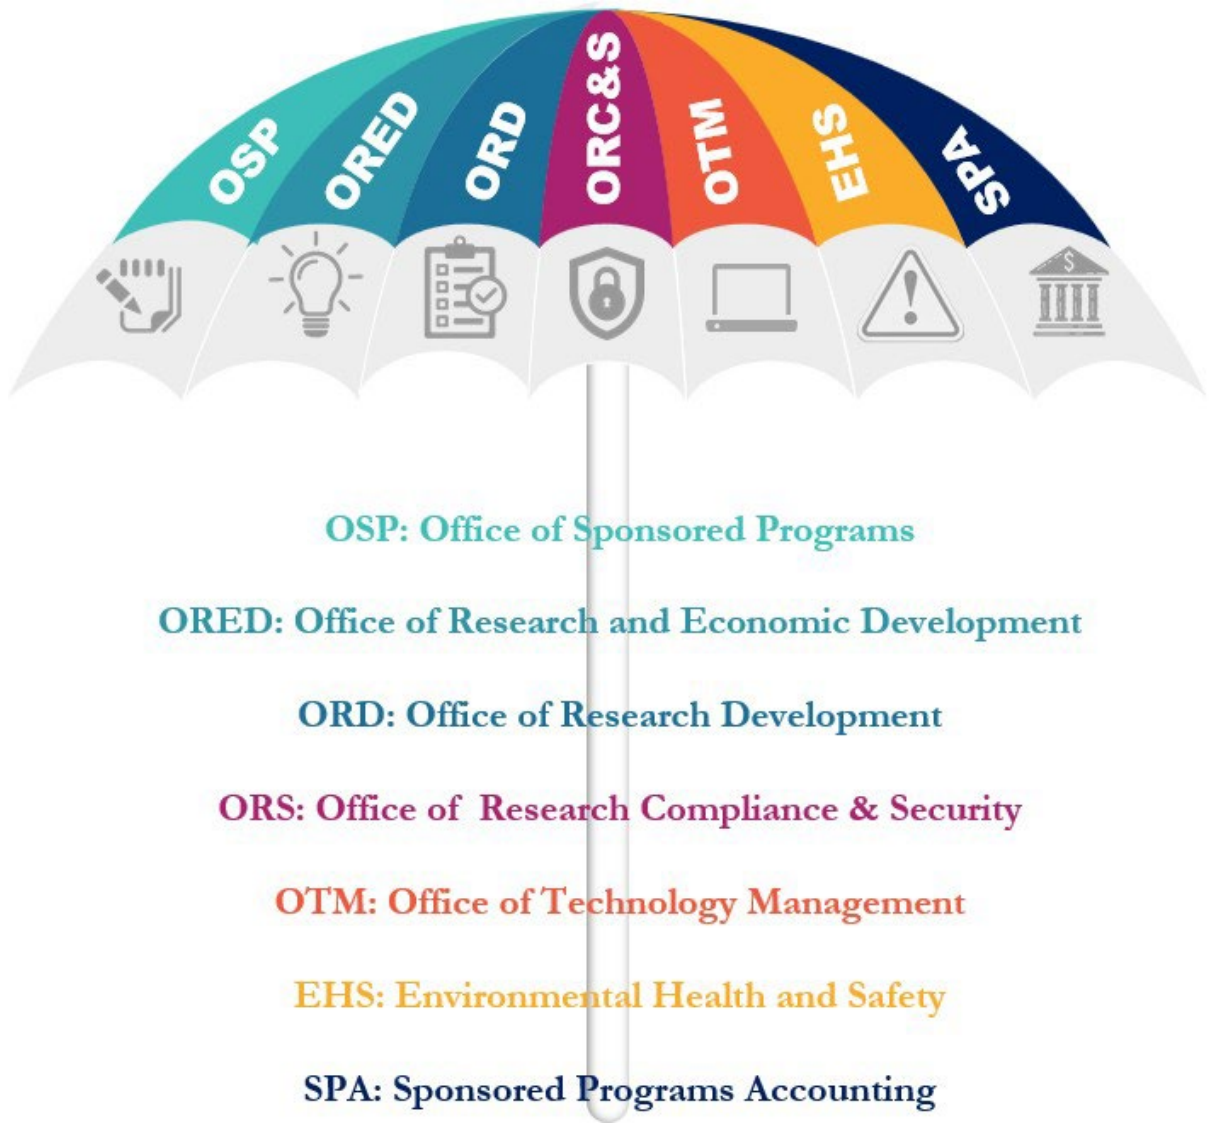 OSP
ORED
ORD
ORC&S
OTM
EHS
SPA
$
OSP: Office of Sponsored Programs
ORED: Office of Research and Economic Development
ORD: Office of Research Development
ORS: Office of  Research Compliance & Security
OTM: Office of Technology Management
EHS: Environmental Health and Safety
SPA: Sponsored Programs Accounting